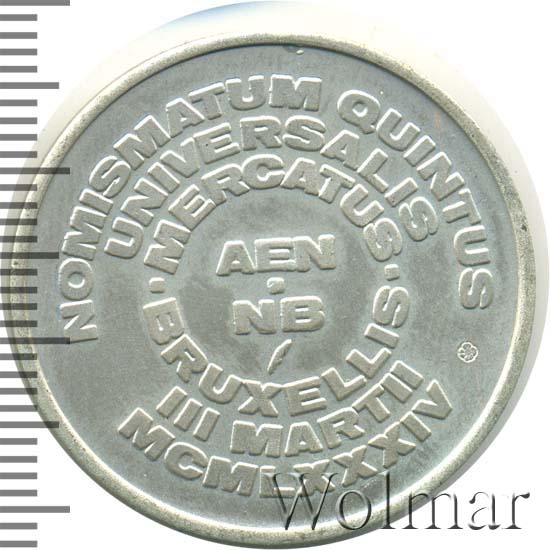 NOMISMATUM QUINTUS
UNIVERSALIS
·MERCATUS·
AEN
NB
BRUXELLIS
III MARTII
MCMLXXXIV
Wolmar